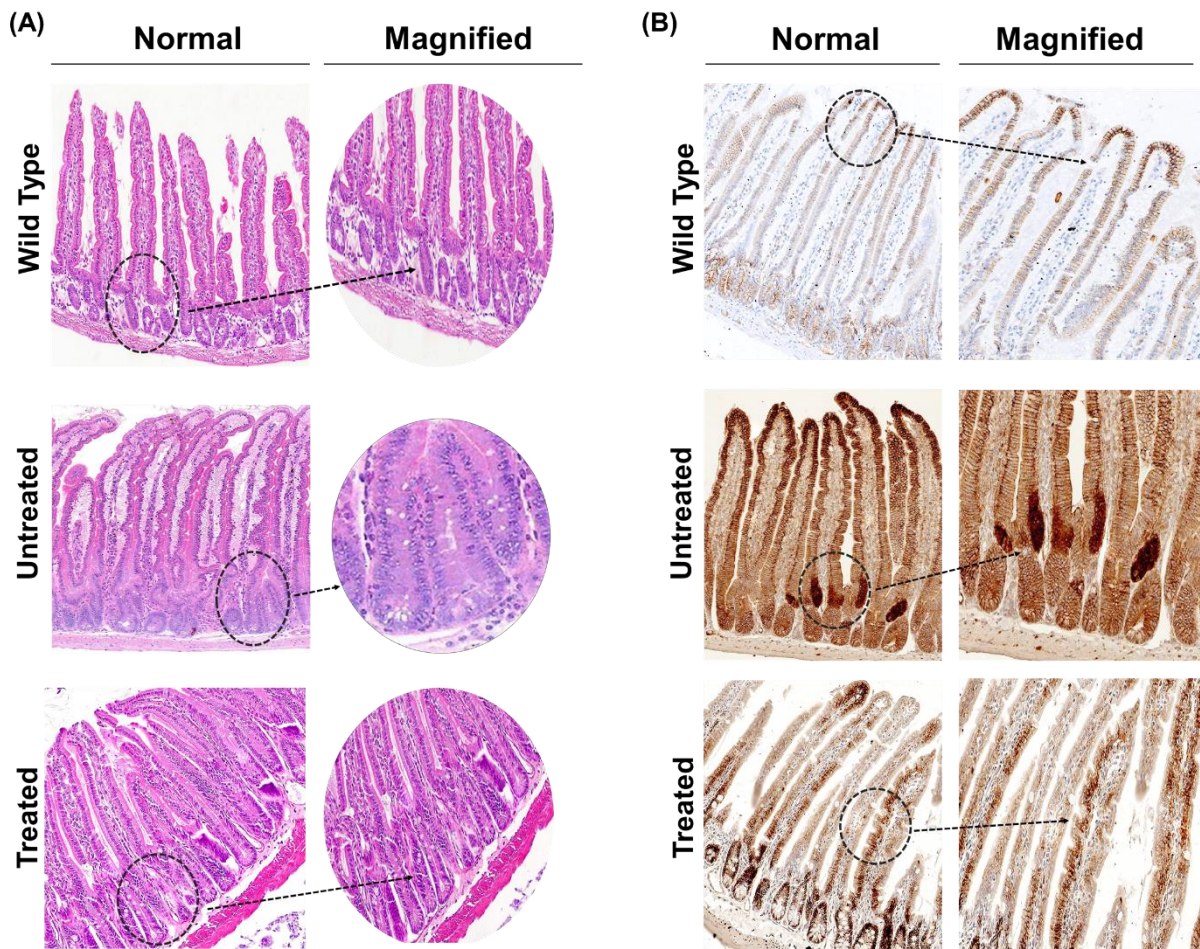 (A)
Normal
Magnified
Wild Type
Untreated
Treated
(B)
Normal
Magnified
Wild Type
Untreated
Treated